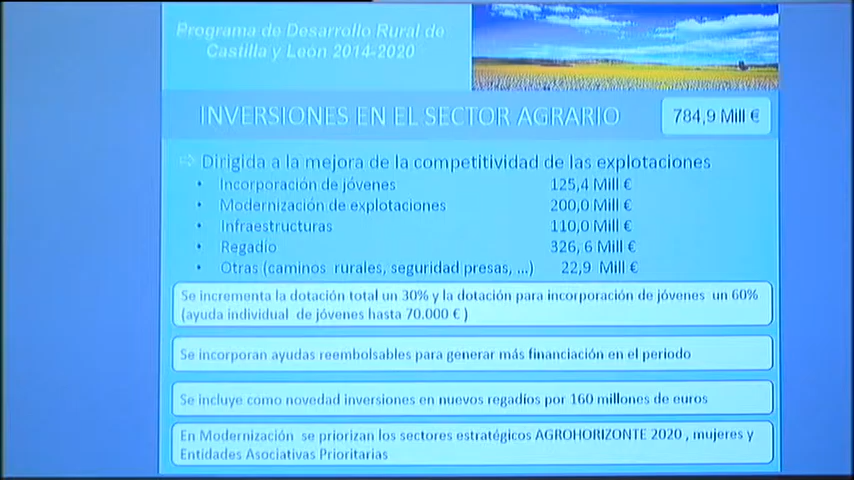 Programa de Desarrollo Rural de
Castilla y León 2014-2020
INVERSIONES EN EL SECTOR AGRARIO
784,9 Mill €
⇨ Dirigida a la mejora de la competitividad de las explotaciones
• Incorporación de jóvenes 125,4 Mill €
• Modernización de explotaciones 200,0 Mill €
• Infraestructuras 110,0 Mill €
• Regadío 326, 6 Mill €
• Otras (caminos rurales, seguridad presas, ...) 22,9 Mill €
Se incrementa la dotación total un 30% y la dotación para incorporación de jóvenes un 60%
(ayuda individual de jóvenes hasta 70.000 € )
Se incorporan ayudas reembolsables para generar más financiación en el periodo
Se incluye como novedad inversiones en nuevos regadíos por 160 millones de euros
En Modernización se priorizan los sectores estratégicos AGROHORIZONTE 2020 , mujeres y
Entidades Asociativas Prioritarias